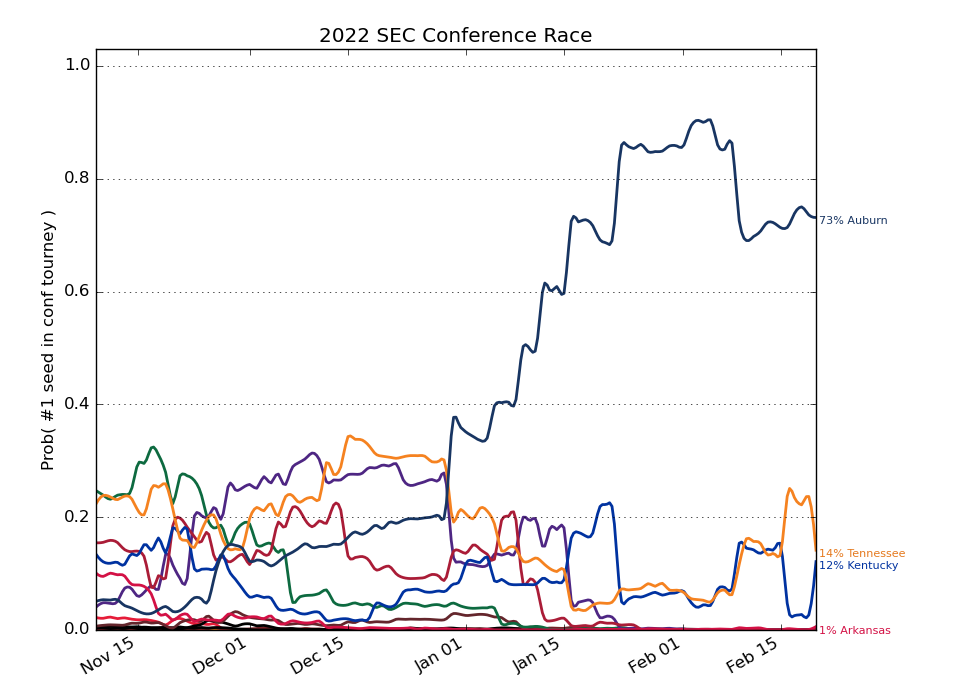 2022 SEC Conference Race
Prob( #1 seed in conf tourney )
1.0
0.8
0.6
0.4
0.2
0.0
73% Auburn
14% Tennessee
12% Kentucky
1% Arkansas
Nov 15
Dec 01
Dec 15
Jan 01
Jan 15
Feb 01
Feb 15